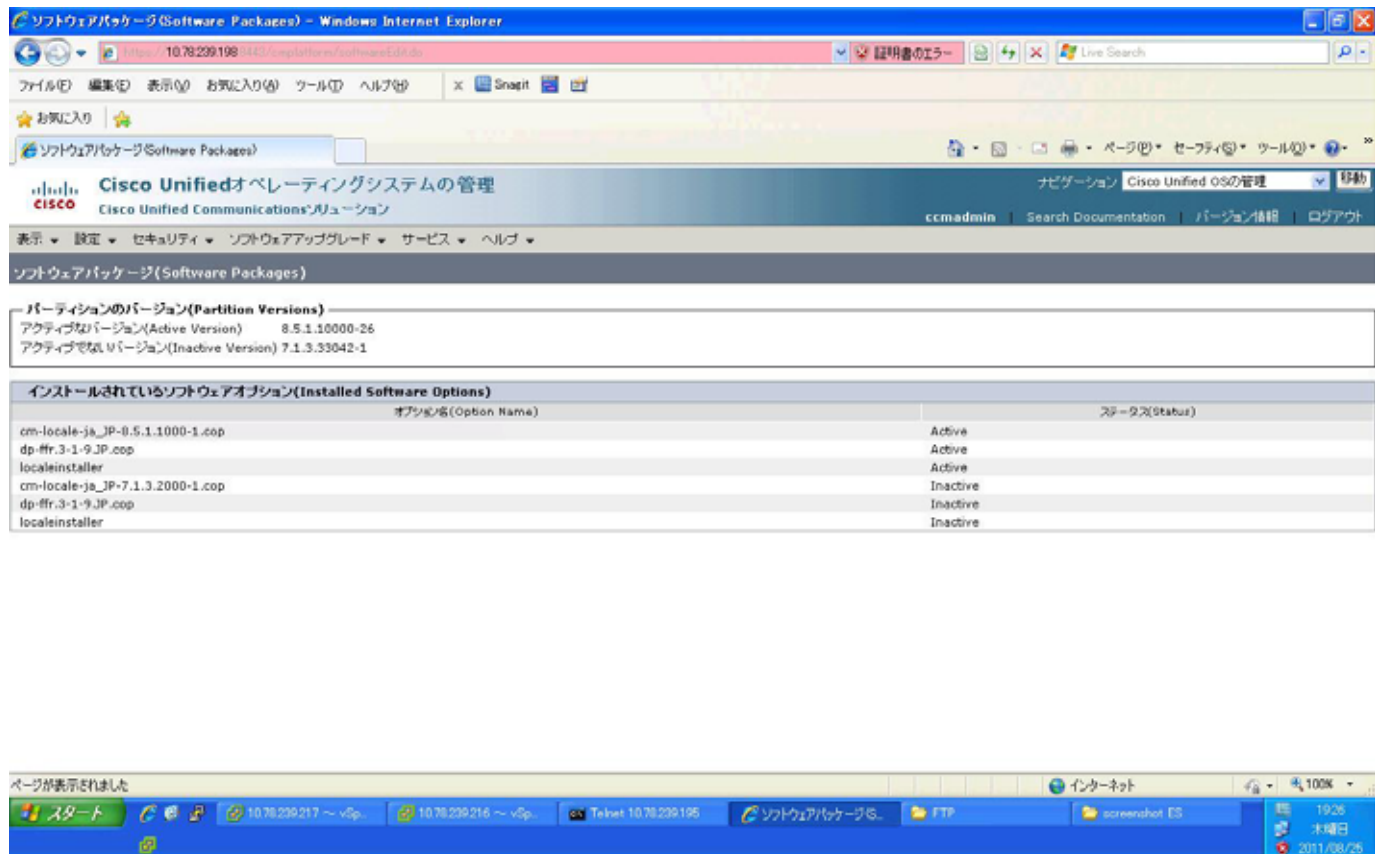 ソフトウェアパッケージ(Software Packages) - Windows Internet Explorer
https://10.78.239.198:8443/cmplatform/softwareEdit.do
証明書のエラー
Live Search
ファイル(F) 編集(E) 表示(V) お気に入り(A) ツール(T) ヘルプ(H)
x Snagit
お気に入り
ソフトウェアパッケージ(Software Packages)
ページ(P) セーフティ(S) ツール(O)
cisco
Cisco Unifiedオペレーティングシステムの管理
Cisco Unified Communicationsソリューション
ナビゲーション Cisco Unified OSの管理 移動
ccmadmin | Search Documentation | バージョン情報 | ログアウト
表示 設定 セキュリティ ソフトウェアアップグレード サービス ヘルプ
ソフトウェアパッケージ(Software Packages)
パーティションのバージョン(Partition Versions)
アクティブなバージョン(Active Version) 8.5.1.10000-26
アクティブでないバージョン(Inactive Version) 7.1.3.33042-1
インストールされているソフトウェアオプション(Installed Software Options)
オプション名(Option Name) ステータス(Status)
cm-locale-ja_JP-8.5.1.1000-1.cop Active
dp-ffr.3-1-9.JP.cop Active
localeinstaller Active
cm-locale-ja_JP-7.1.3.2000-1.cop Inactive
dp-ffr.3-1-9.JP.cop Inactive
localeinstaller Inactive
ページが表示されました
インターネット
100%
スタート
10.78.239.217 ～ vSp..
10.78.239.216 ～ vSp..
Telnet 10.78.239.195
ソフトウェアパッケージ(S..
FTP
screenshot ES
19:26
木曜日
2011/08/25